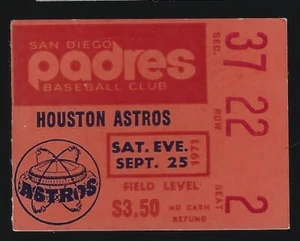 SAN DIEGO
padres
BASEBALL CLUB
HOUSTON ASTROS
SAT. EVE.
SEPT. 25
1971
ASTROS
FIELD LEVEL
$3.50
NO CASH
REFUND
SEC.
37
ROW
22
SEAT
2